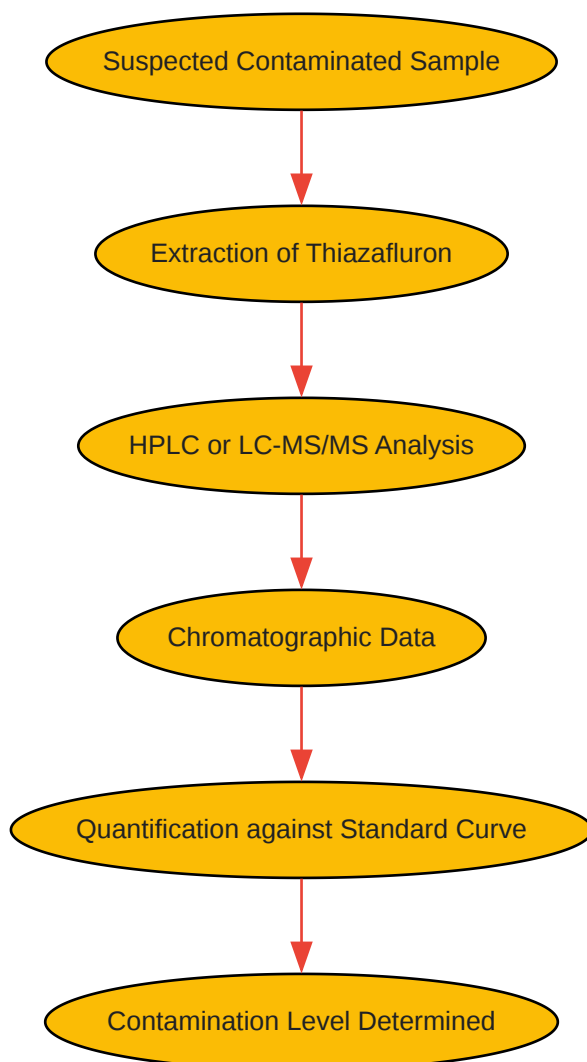 Suspected Contaminated Sample
Extraction of Thiazafluron
HPLC or LC-MS/MS Analysis
Chromatographic Data
Quantification against Standard Curve
Contamination Level Determined